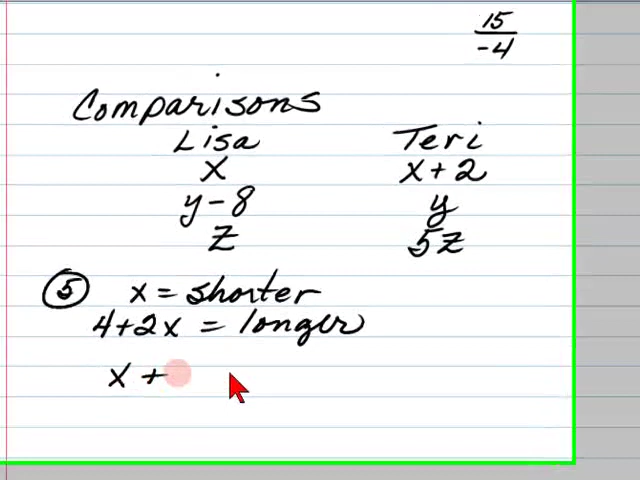 15
-4
Comparisons
Lisa Teri
x x + 2
y - 8 y
z 5z
5 x = shorter
4 + 2x = longer
x +